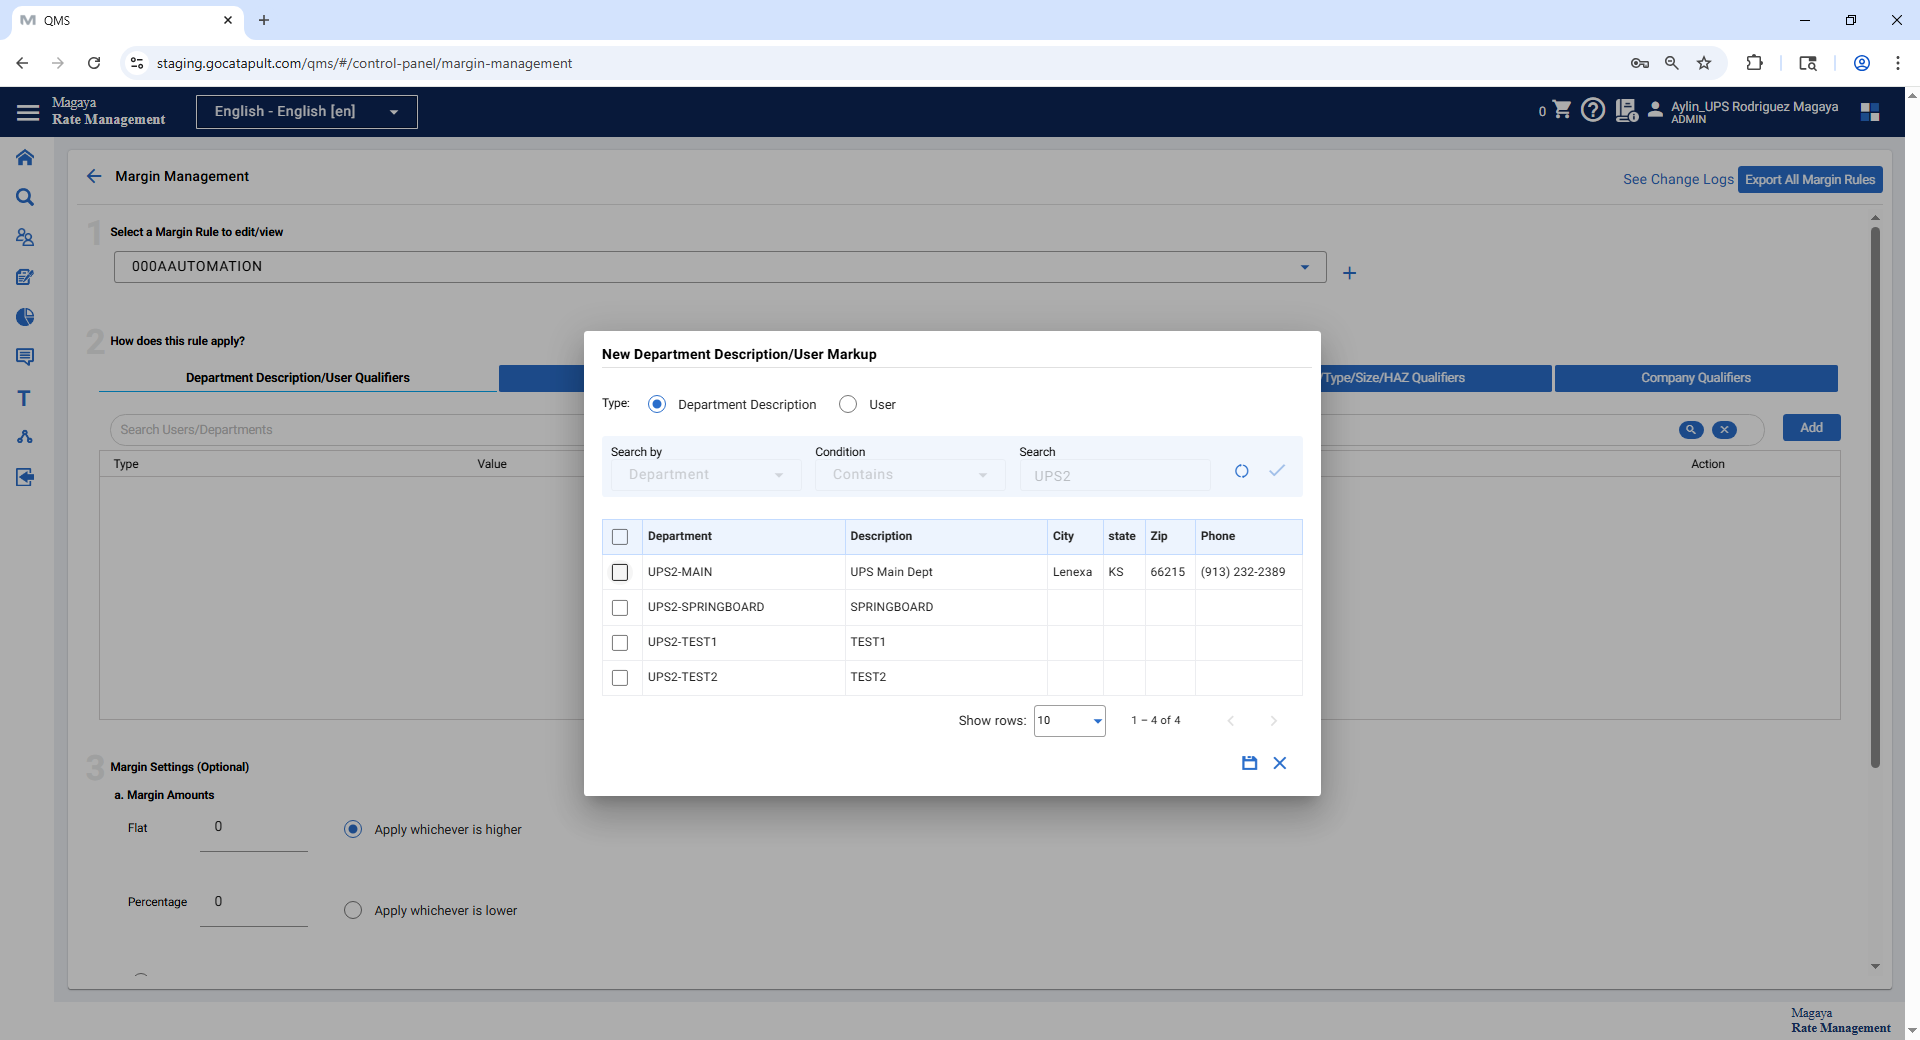 QMS
staging.gocatapult.com/qms/#/control-panel/margin-management
Magaya
Rate Management
English - English [en]
0
Aylin_UPS Rodriguez Magaya
ADMIN
Margin Management
See Change Logs
Export All Margin Rules
1
Select a Margin Rule to edit/view
000AAUTOMATION
2
How does this rule apply?
Department Description/User Qualifiers
/Type/Size/HAZ Qualifiers
Company Qualifiers
Search Users/Departments
Add
Type
Value
Action
New Department Description/User Markup
Type:
Department Description
User
Search by
Condition
Search
Department
Contains
UPS2
Department
Description
City
state
Zip
Phone
UPS2-MAIN
UPS Main Dept
Lenexa
KS
66215
(913) 232-2389
UPS2-SPRINGBOARD
SPRINGBOARD
UPS2-TEST1
TEST1
UPS2-TEST2
TEST2
Show rows:
10
1 – 4 of 4
3
Margin Settings (Optional)
a. Margin Amounts
Flat
0
Apply whichever is higher
Percentage
0
Apply whichever is lower
Magaya
Rate Management